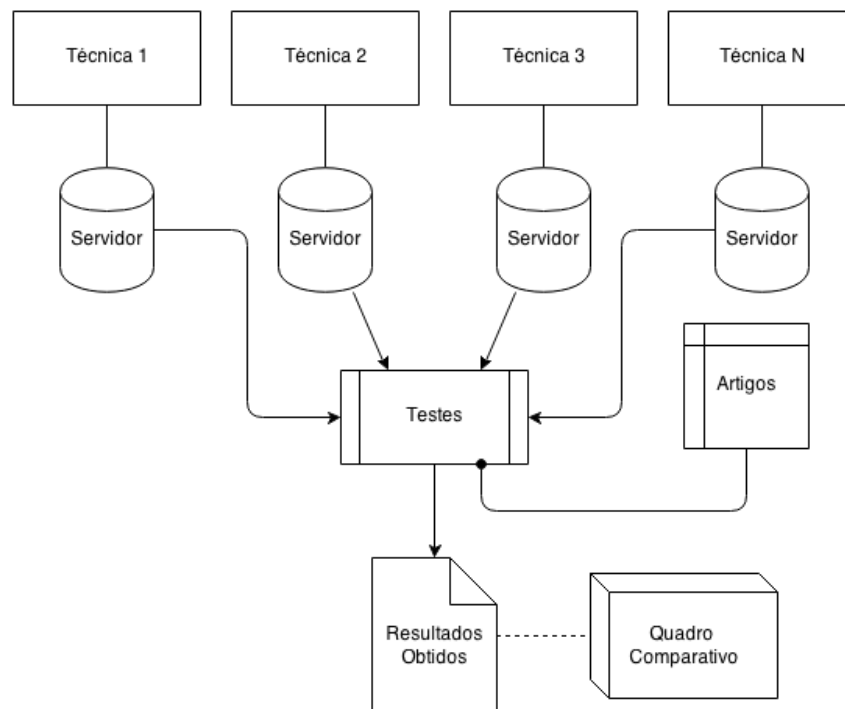 Técnica 1
Técnica 2
Técnica 3
Técnica N
Servidor
Servidor
Servidor
Servidor
Artigos
Testes
Resultados
Obtidos
Quadro
Comparativo